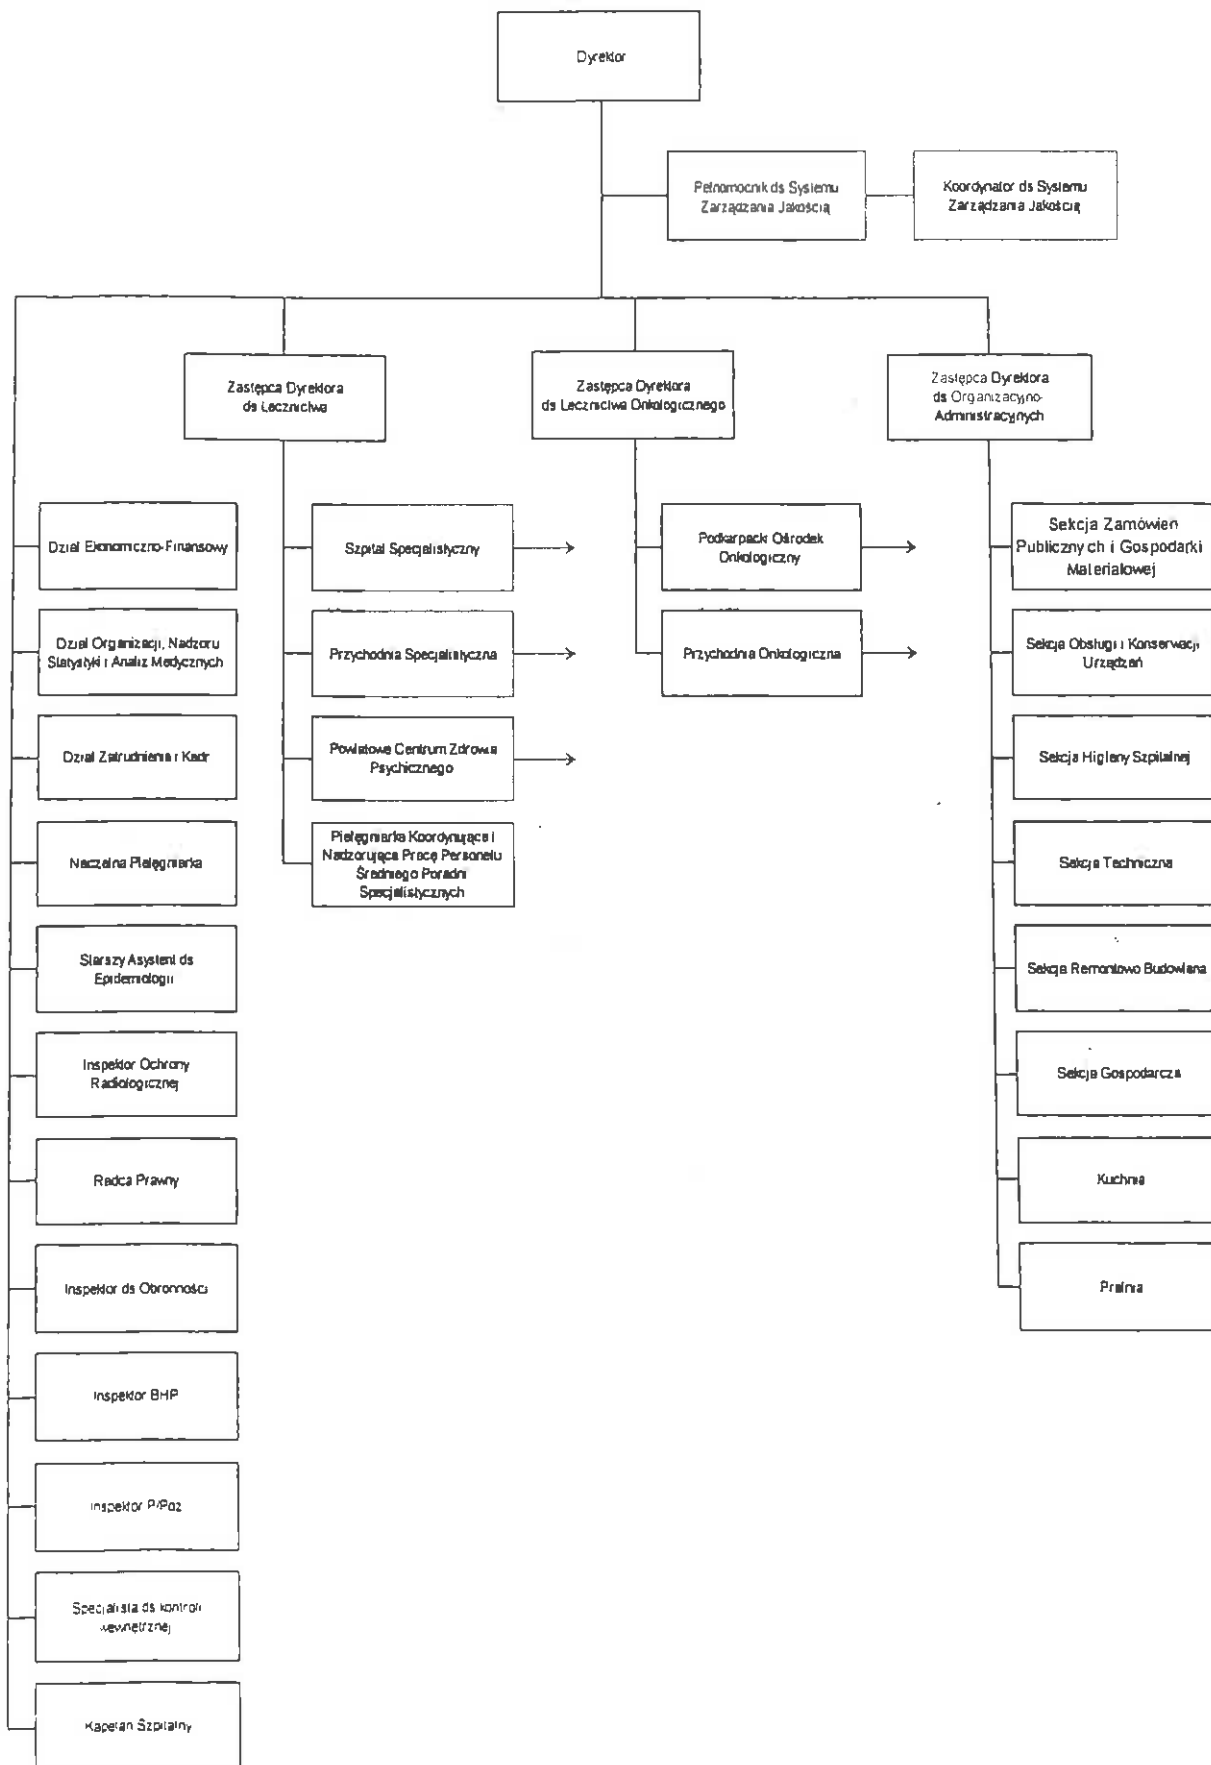 Dyrektor
Pełnomocnik ds Systemu
Zarządzania Jakością
Koordynator ds Systemu
Zarządzania Jakością
Zastępca Dyrektora
ds Lecznictwa
Zastępca Dyrektora
ds Lecznictwa Onkologicznego
Zastępca Dyrektora
ds Organizacyjno-
Administracyjnych
Dział Ekonomiczno-Finansowy
Dział Organizacji, Nadzoru
Statystyki i Analiz Medycznych
Dział Zatrudnienia i Kadr
Naczelna Pielęgniarka
Starszy Asystent ds
Epidemiologii
Inspektor Ochrony
Radiologicznej
Radca Prawny
Inspektor ds Obronności
Inspektor BHP
Inspektor P/Poż
Specjalista ds kontroli
wewnętrznej
Kapelan Szpitalny
Szpital Specjalistyczny
Przychodnia Specjalistyczna
Powiatowe Centrum Zdrowia
Psychicznego
Pielęgniarka Koordynująca i
Nadzorująca Pracę Personelu
Średniego Poradni
Specjalistycznych
Podkarpacki Ośrodek
Onkologiczny
Przychodnia Onkologiczna
Sekcja Zamówień
Publicznych i Gospodarki
Materiałowej
Sekcja Obsługi i Konserwacji
Urządzeń
Sekcja Higieny Szpitalnej
Sekcja Techniczna
Sekcja Remontowo Budowlana
Sekcja Gospodarcza
Kuchnia
Pralnia